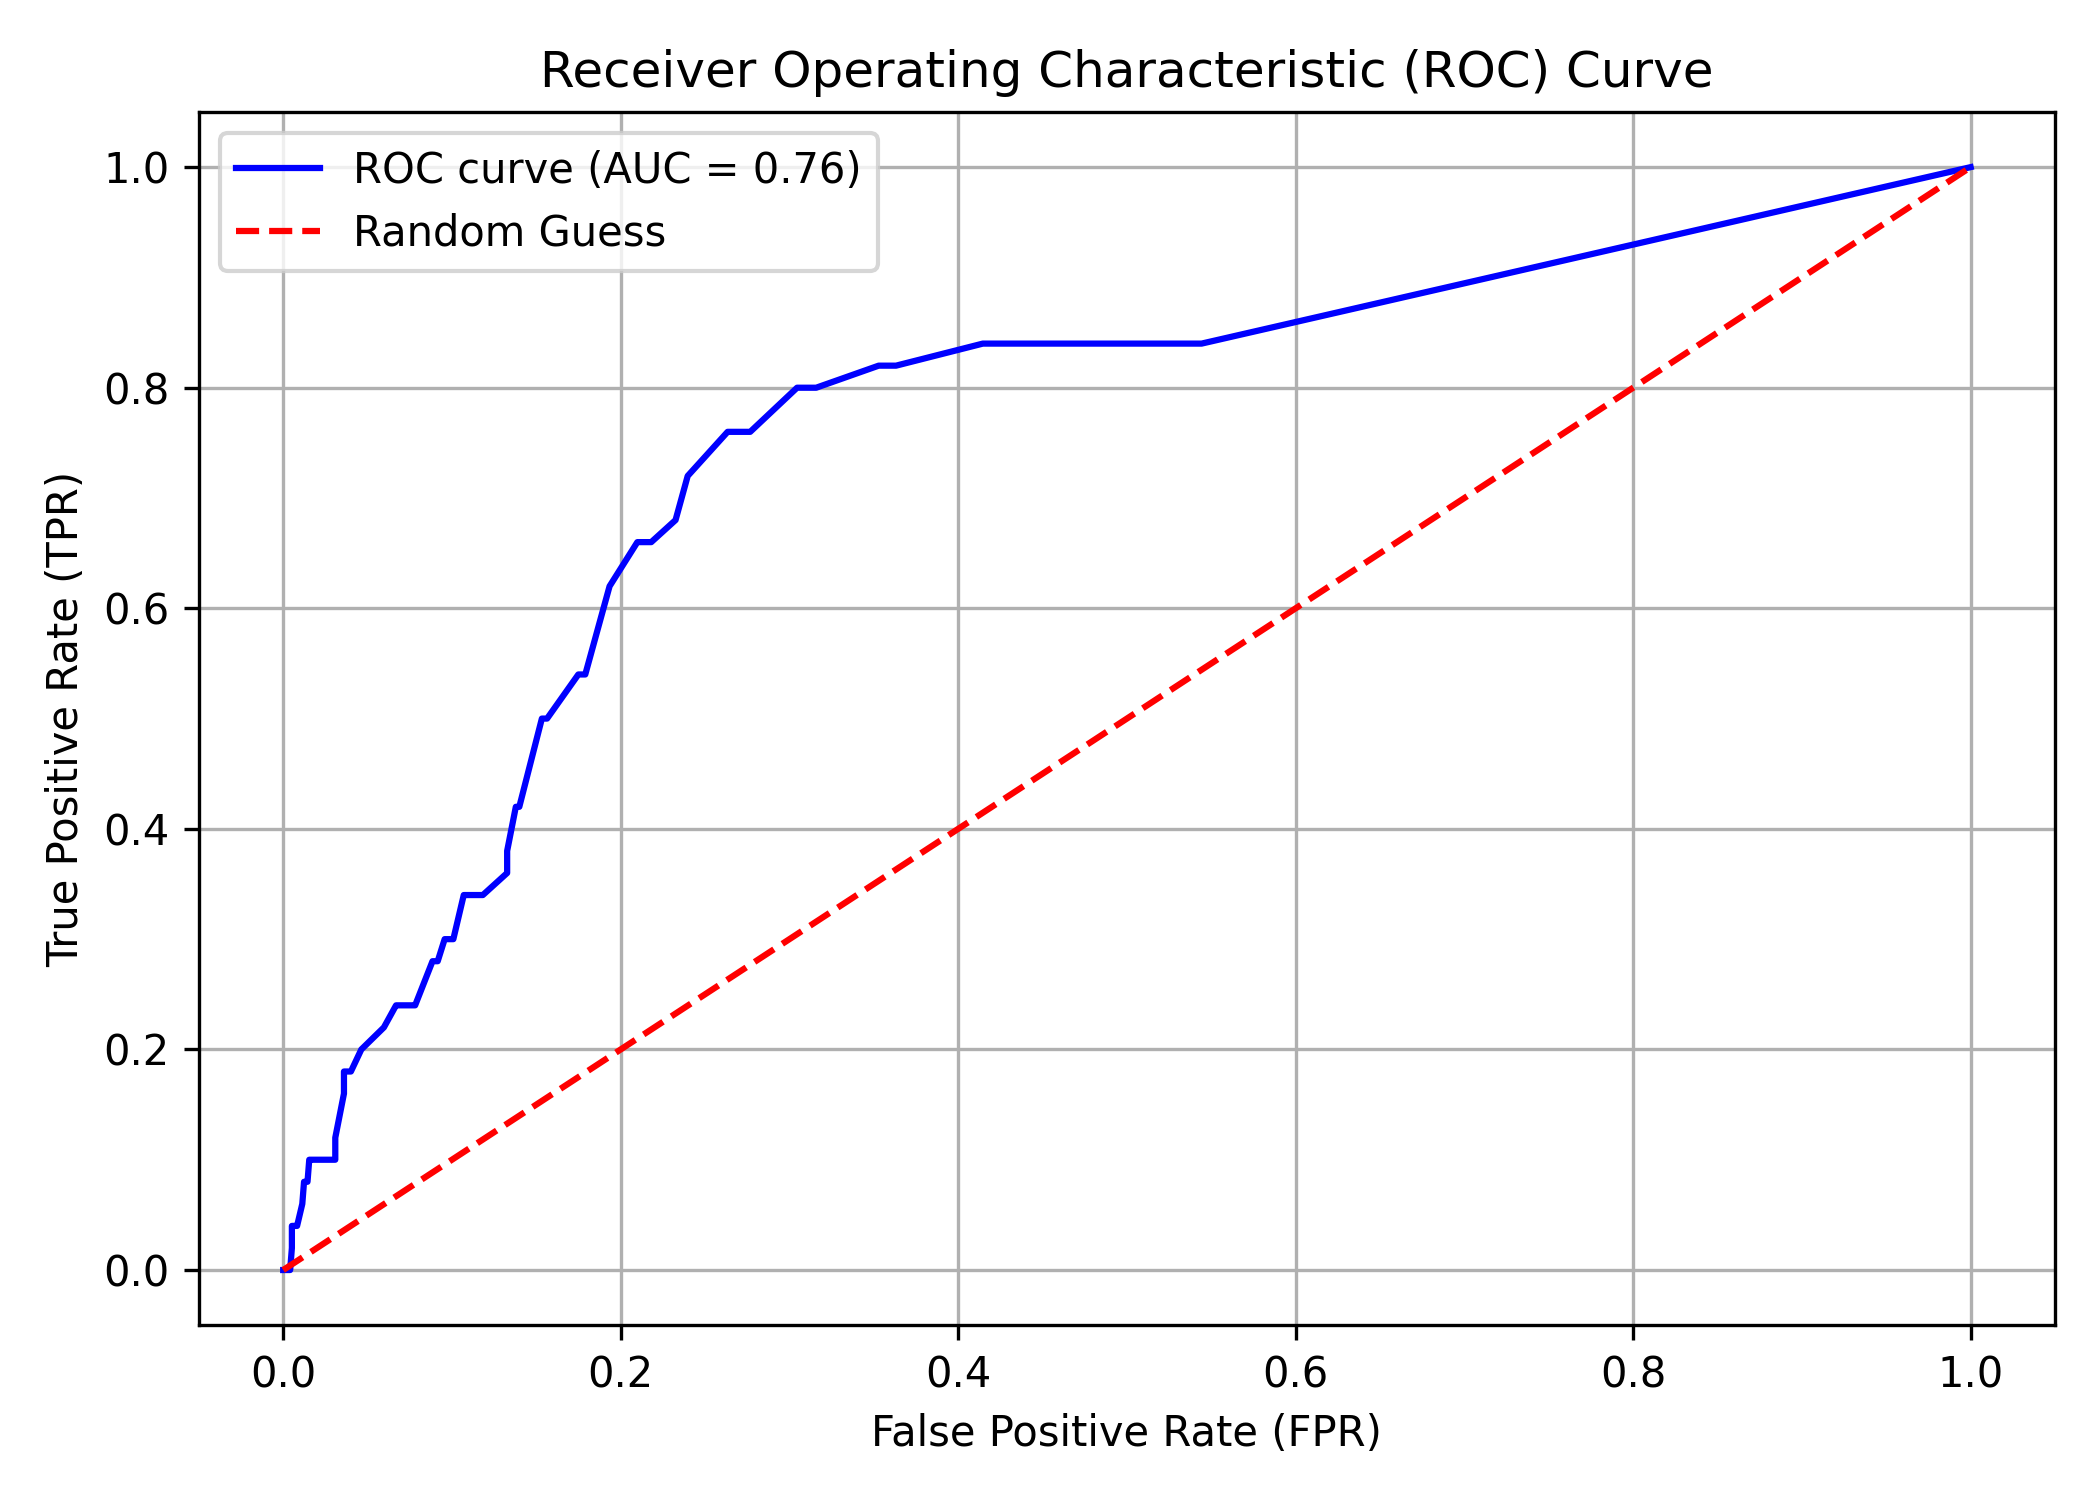 Receiver Operating Characteristic (ROC) Curve
ROC curve (AUC = 0.76)
Random Guess
True Positive Rate (TPR)
1.0
0.8
0.6
0.4
0.2
0.0
0.0 0.2 0.4 0.6 0.8 1.0
False Positive Rate (FPR)